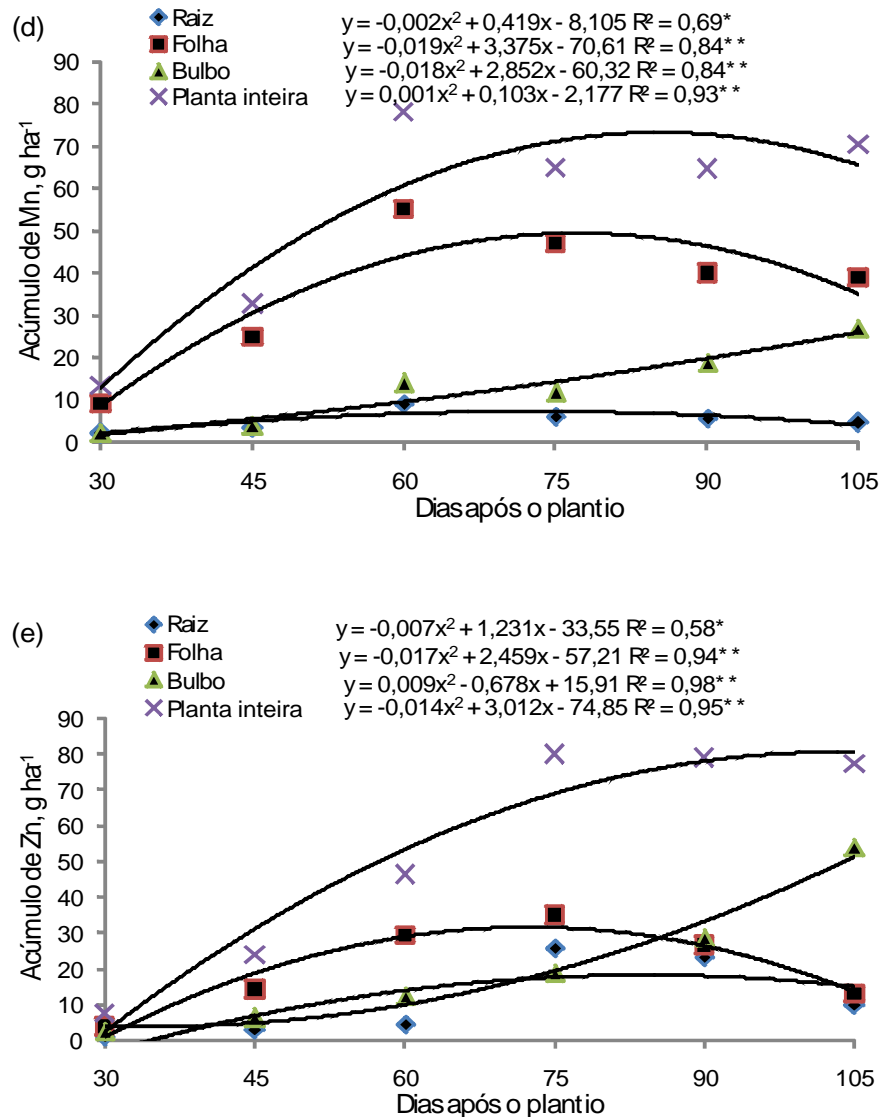 (d)
Raiz y = -0,002x² + 0,419x - 8,105 R² = 0,69*
Folha y = -0,019x² + 3,375x - 70,61 R² = 0,84**
Bulbo y = -0,018x² + 2,852x - 60,32 R² = 0,84**
Planta inteira y = 0,001x² + 0,103x - 2,177 R² = 0,93**
Acúmulo de Mn, g ha⁻¹
90
80
70
60
50
40
30
20
10
0
30 45 60 75 90 105
Dias após o plantio
(e)
Raiz y = -0,007x² + 1,231x - 33,55 R² = 0,58*
Folha y = -0,017x² + 2,459x - 57,21 R² = 0,94**
Bulbo y = 0,009x² - 0,678x + 15,91 R² = 0,98**
Planta inteira y = -0,014x² + 3,012x - 74,85 R² = 0,95**
Acúmulo de Zn, g ha⁻¹
90
80
70
60
50
40
30
20
10
0
30 45 60 75 90 105
Dias após o plantio